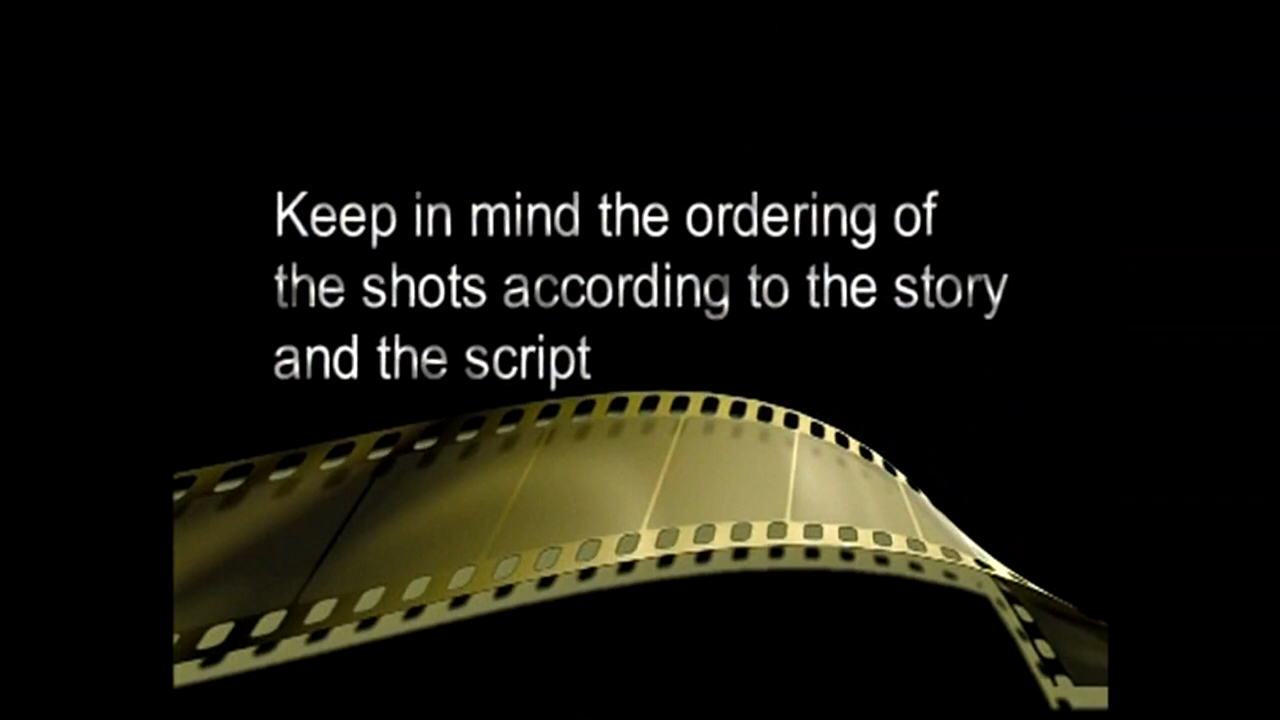 Keep in mind the ordering of
the shots according to the story
and the script